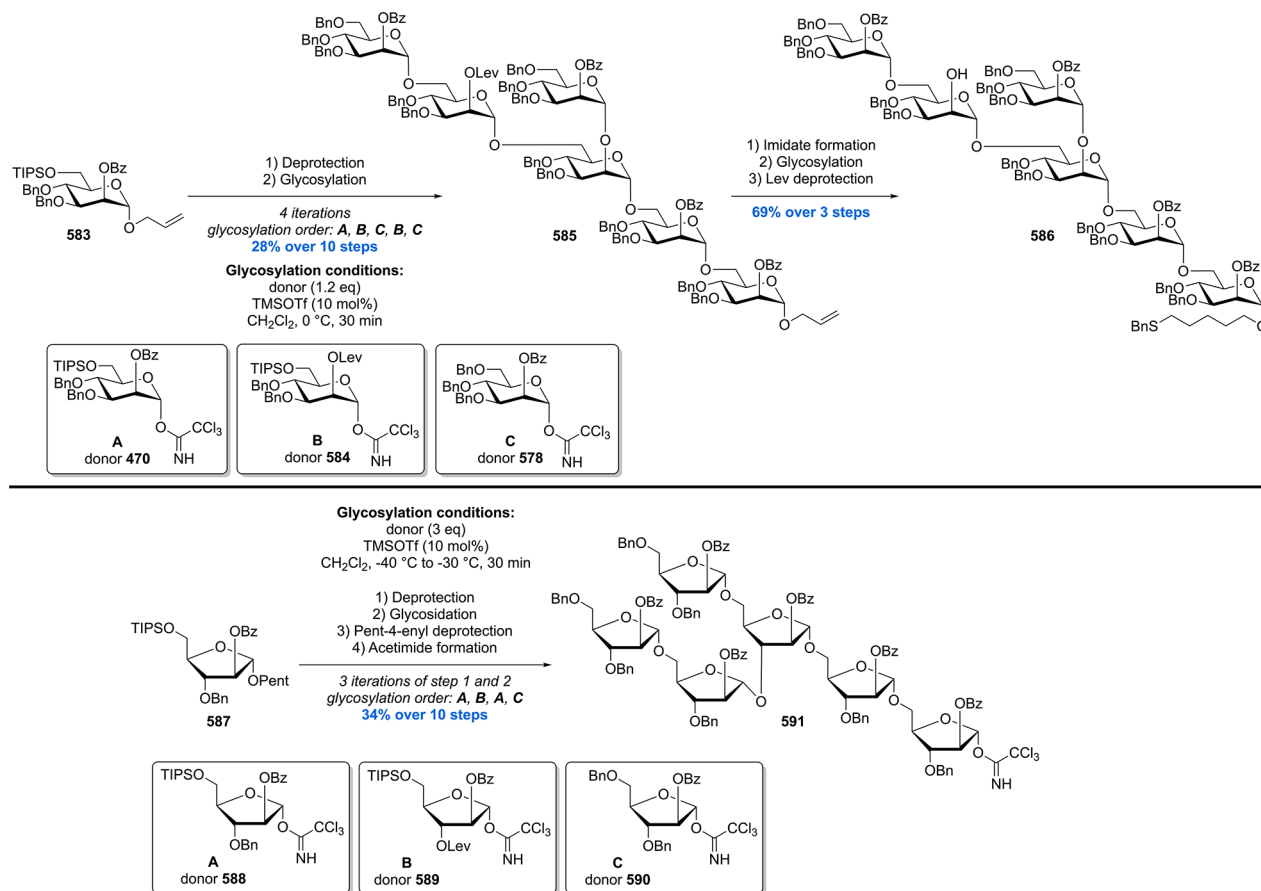 BnO
OBz
BnO
BnO
O
O
OLev
BnO
BnO
O
O
BnO
OBz
BnO
BnO
O
O
BnO
BnO
O
O
OBz
BnO
BnO
O
O
OBz
BnO
BnO
O
O
TIPSO
OBz
BnO
BnO
O
O
583
1) Deprotection
2) Glycosylation
4 iterations
glycosylation order: A, B, C, B, C
28% over 10 steps
Glycosylation conditions:
donor (1.2 eq)
TMSOTf (10 mol%)
CH2Cl2, 0 °C, 30 min
585
1) Imidate formation
2) Glycosylation
3) Lev deprotection
69% over 3 steps
BnO
OBz
BnO
BnO
O
O
OH
BnO
BnO
O
O
BnO
OBz
BnO
BnO
O
O
BnO
BnO
O
O
OBz
BnO
BnO
O
O
OBz
BnO
BnO
O
BnS
O
586
TIPSO
OBz
BnO
BnO
O
O
CCl3
NH
A
donor 470
TIPSO
OLev
BnO
BnO
O
O
CCl3
NH
B
donor 584
BnO
OBz
BnO
BnO
O
O
CCl3
NH
C
donor 578
Glycosylation conditions:
donor (3 eq)
TMSOTf (10 mol%)
CH2Cl2, -40 °C to -30 °C, 30 min
1) Deprotection
2) Glycosidation
3) Pent-4-enyl deprotection
4) Acetimide formation
3 iterations of step 1 and 2
glycosylation order: A, B, A, C
34% over 10 steps
TIPSO
OBz
O
OPent
OBn
587
BnO
OBz
O
O
OBn
BnO
OBz
O
O
OBn
OBz
O
O
OBz
O
O
OBn
OBz
O
O
OBn
OBz
O
O
CCl3
OBn
NH
591
TIPSO
OBz
O
O
CCl3
OBn
NH
A
donor 588
TIPSO
OBz
O
O
CCl3
OLev
NH
B
donor 589
BnO
OBz
O
O
CCl3
OBn
NH
C
donor 590